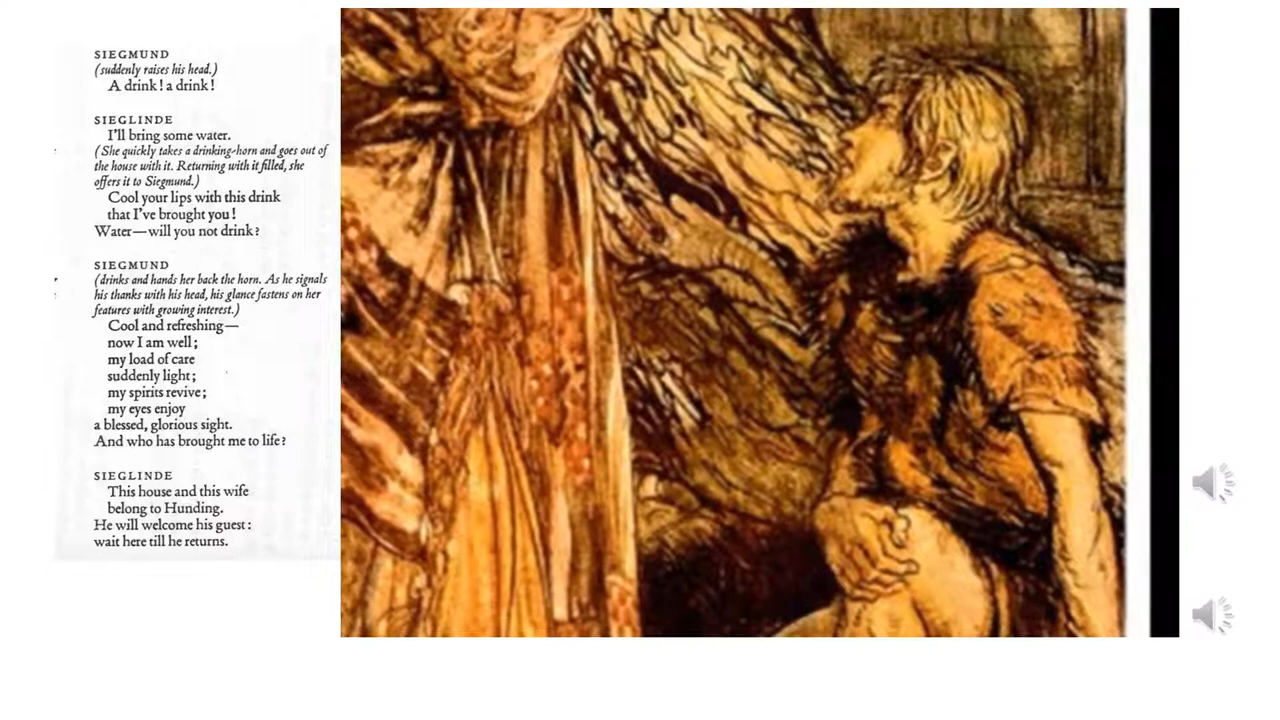 SIEGMUND
(suddenly raises his head.)
A drink! a drink!
SIEGLINDE
I'll bring some water.
(She quickly takes a drinking-horn and goes out of
the house with it. Returning with it filled, she
offers it to Siegmund.)
Cool your lips with this drink
that I've brought you!
Water—will you not drink?
SIEGMUND
(drinks and hands her back the horn. As he signals
his thanks with his head, his glance fastens on her
features with growing interest.)
Cool and refreshing—
now I am well;
my load of care
suddenly light;
my spirits revive;
my eyes enjoy
a blessed, glorious sight.
And who has brought me to life?
SIEGLINDE
This house and this wife
belong to Hunding.
He will welcome his guest:
wait here till he returns.